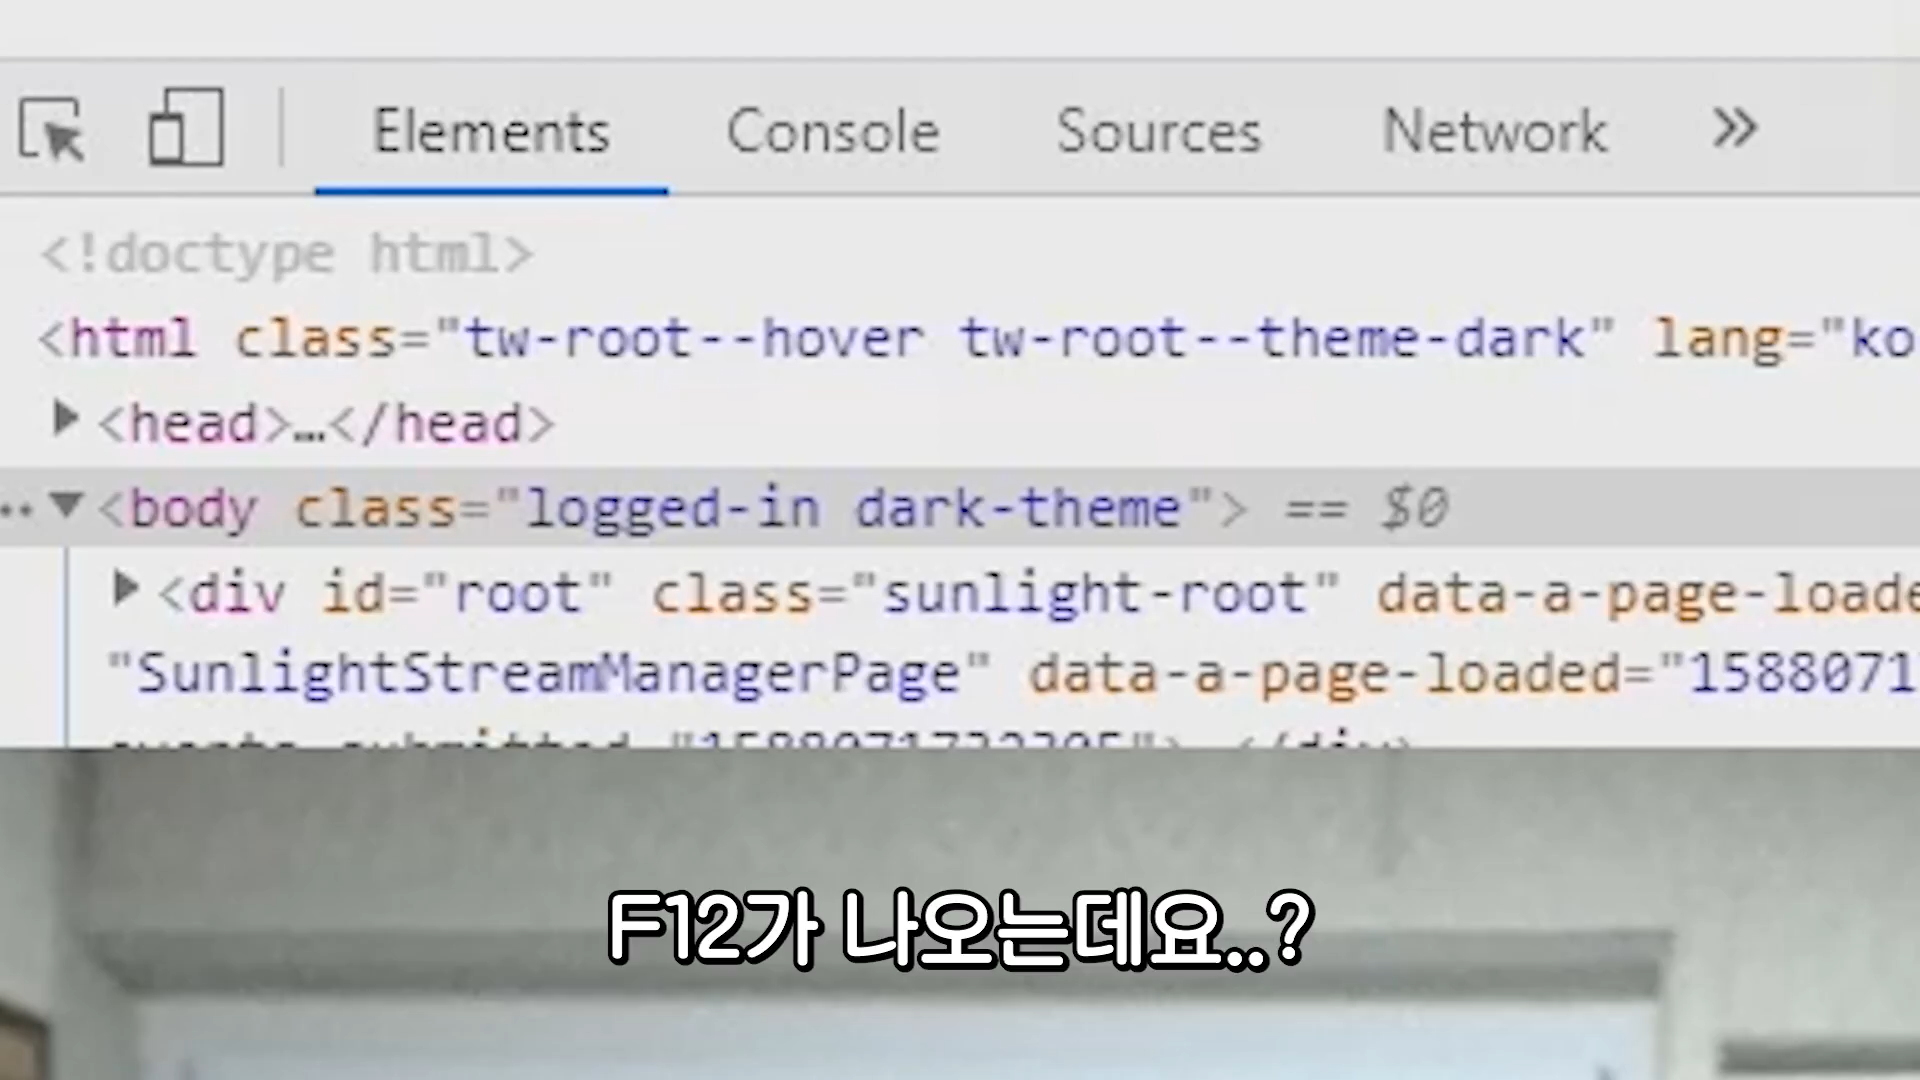 Elements Console Sources Network »
<!doctype html>
<html class="tw-root--hover tw-root--theme-dark" lang="ko
▶ <head>…</head>
▼ <body class="logged-in dark-theme"> == $0
▶ <div id="root" class="sunlight-root" data-a-page-loade
"SunlightStreamManagerPage" data-a-page-loaded="1588071
F12가 나오는데요..?